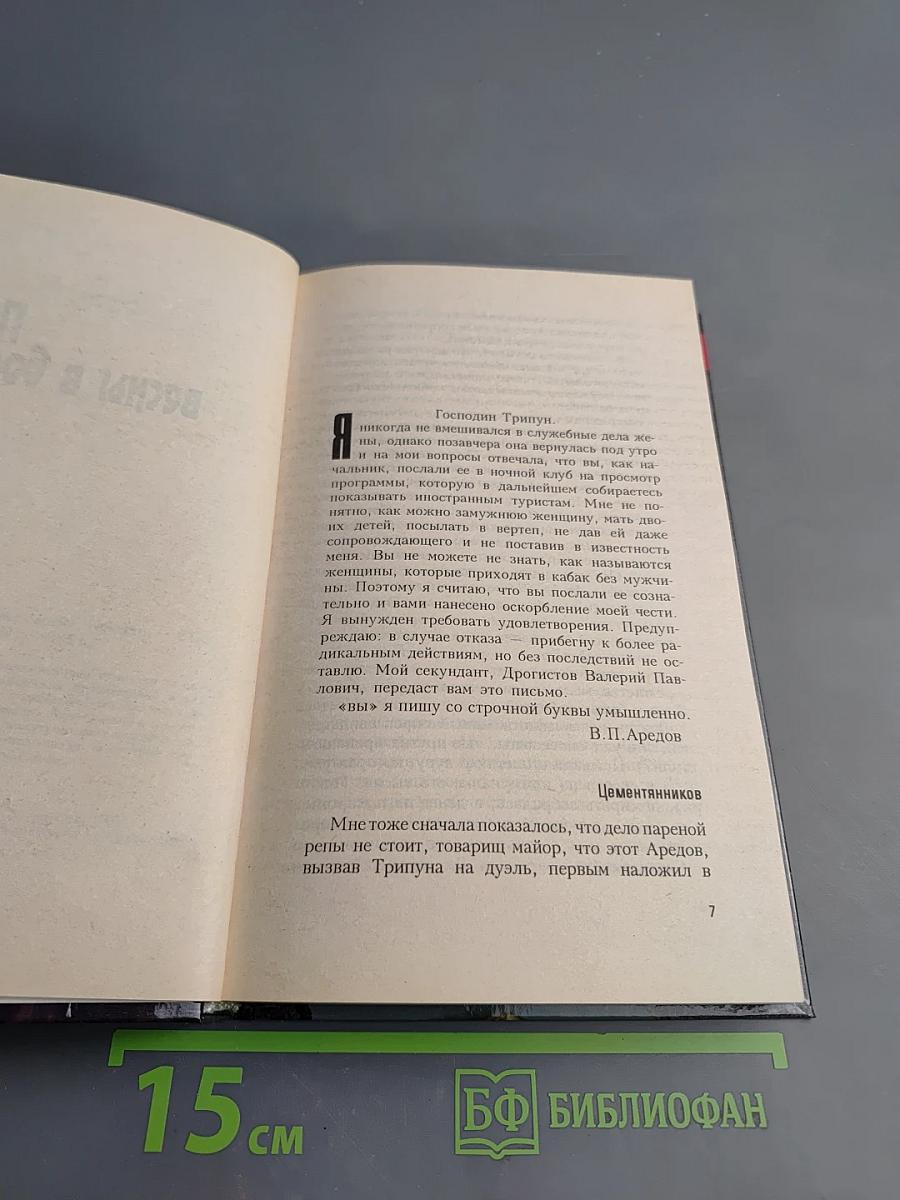 Господин Трипун.
Я никогда не вмешивался в служебные дела же-
ны, однако позавчера она вернулась под утро
и на мои вопросы отвечала, что вы, как на-
чальник, послали ее в ночной клуб на просмотр
программы, которую в дальнейшем собираетесь
показывать иностранным туристам. Мне не по-
нятно, как можно замужнюю женщину, мать дво-
их детей, посылать в вертеп, не дав ей даже
сопровождающего и не поставив в известность
меня. Вы не можете не знать, как называются
женщины, которые приходят в кабак без мужчи-
ны. Поэтому я считаю, что вы послали ее созна-
тельно и вами нанесено оскорбление моей чести.
Я вынужден требовать удовлетворения. Предуп-
реждаю: в случае отказа — прибегну к более ра-
дикальным действиям, но без последствий не ос-
тавлю. Мой секундант, Дрогистов Валерий Пав-
лович, передаст вам это письмо.
«вы» я пишу со строчной буквы умышленно.
В.П.Аредов
Цементянников
Мне тоже сначала показалось, что дело пареной
репы не стоит, товарищ майор, что этот Аредов,
вызвав Трипуна на дуэль, первым наложил в
7
15 см
БФ БИБЛИОФАН